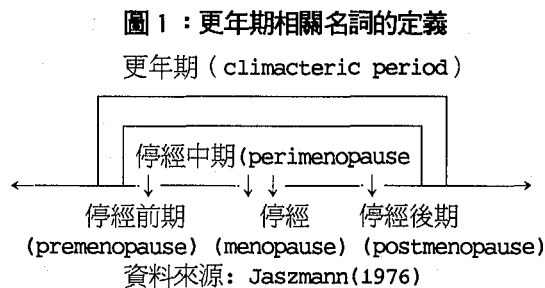 圖1：更年期相關名詞的定義
更年期（climacteric period）
停經中期(perimenopause
停經前期 停經 停經後期
(premenopause) (menopause) (postmenopause)
資料來源: Jaszmann(1976)